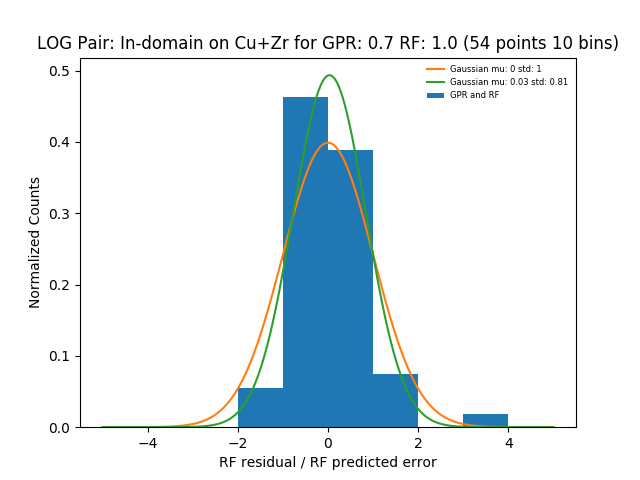 LOG Pair: In-domain on Cu+Zr for GPR: 0.7 RF: 1.0 (54 points 10 bins)
Gaussian mu: 0 std: 1
Gaussian mu: 0.03 std: 0.81
GPR and RF
Normalized Counts
0.5
0.4
0.3
0.2
0.1
0.0
−4 −2 0 2 4
RF residual / RF predicted error